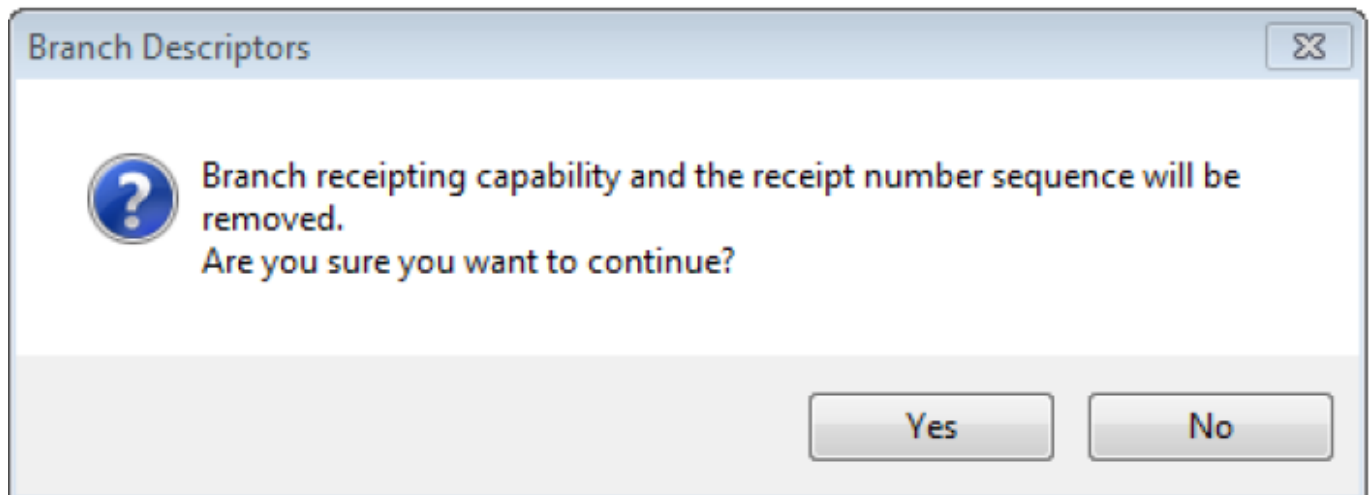 Branch Descriptors
Branch receipting capability and the receipt number sequence will be
removed.
Are you sure you want to continue?
Yes
No